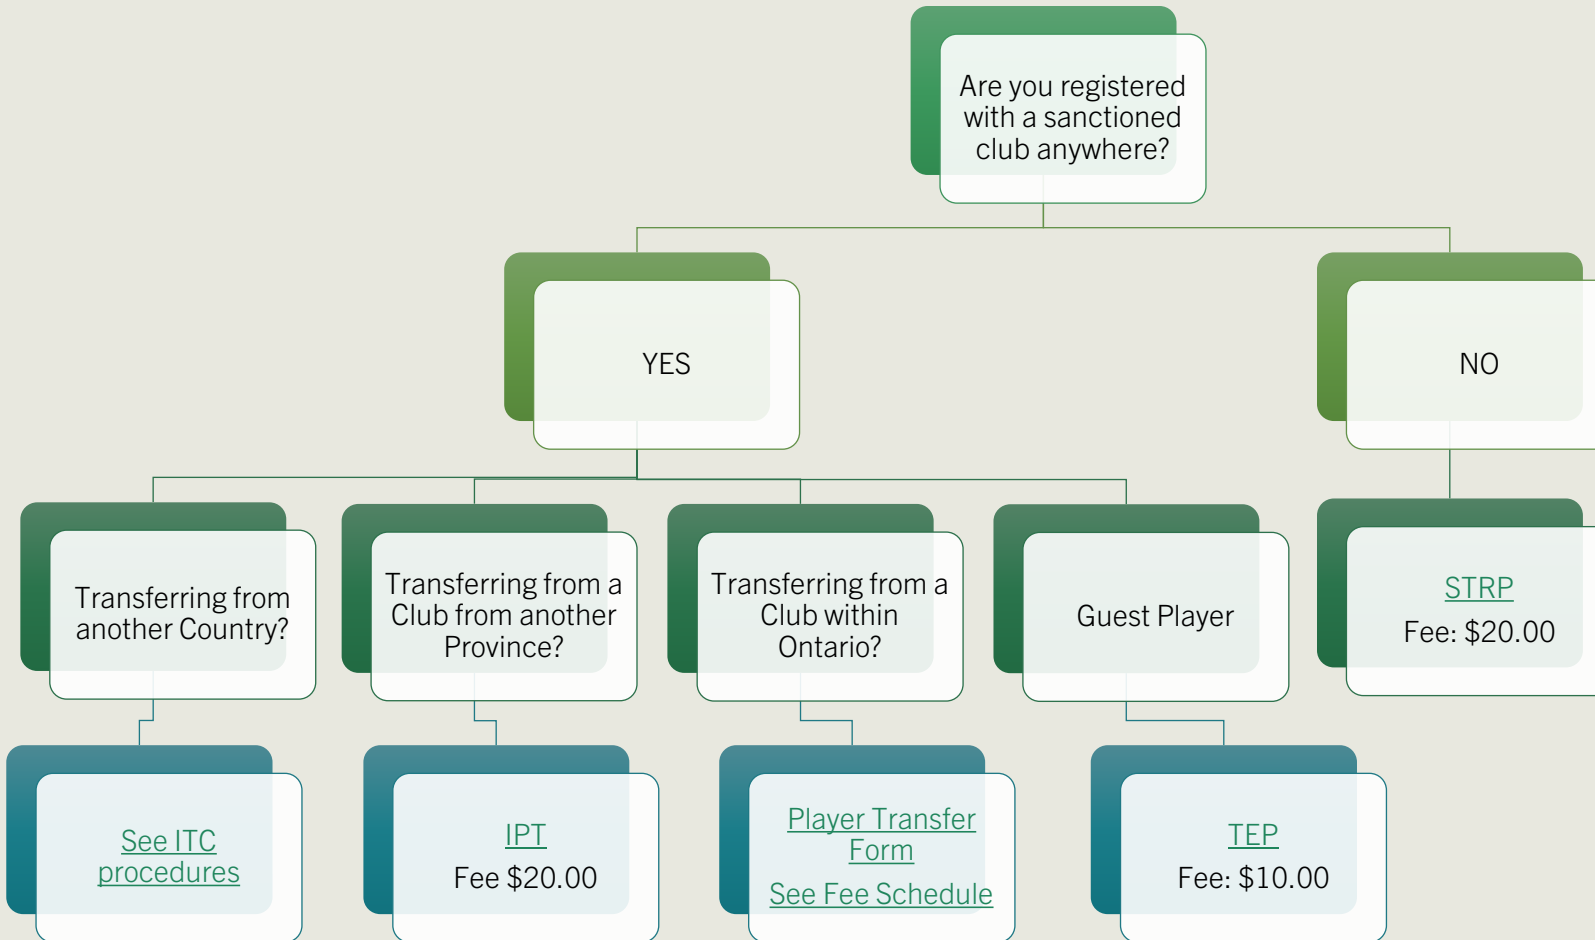 Are you registered
with a sanctioned
club anywhere?
YES
NO
Transferring from
another Country?
Transferring from a
Club from another
Province?
Transferring from a
Club within
Ontario?
Guest Player
STRP
Fee: $20.00
See ITC
procedures
IPT
Fee $20.00
Player Transfer
Form
See Fee Schedule
TEP
Fee: $10.00